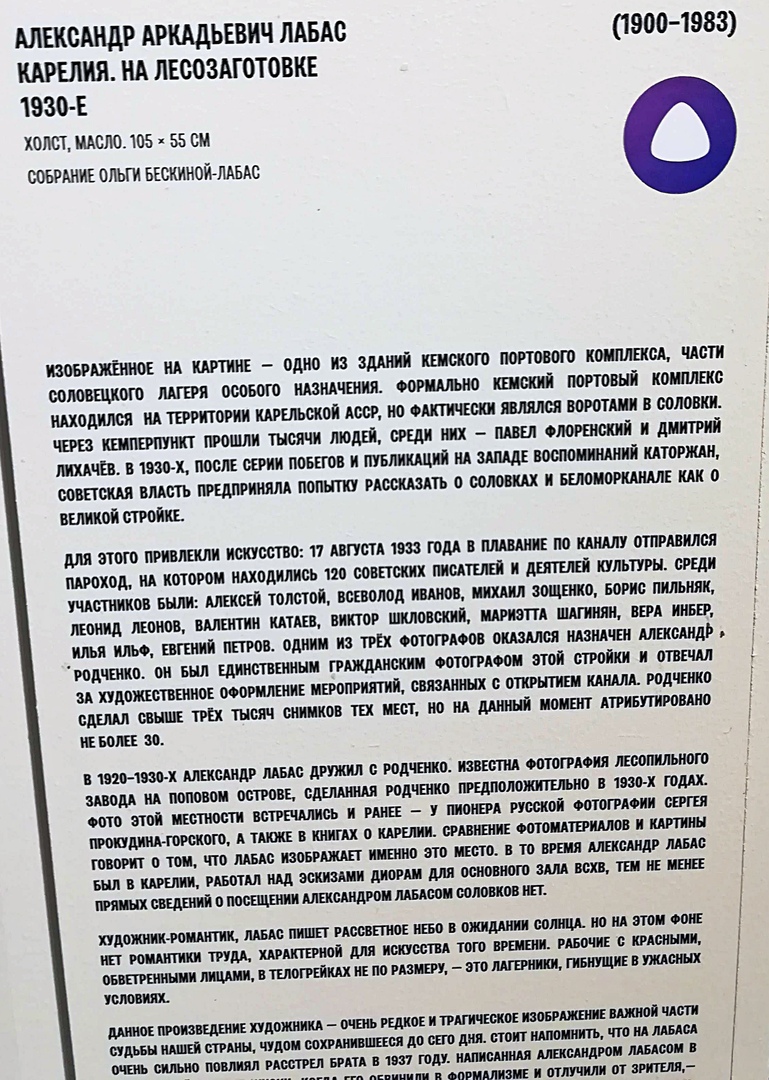 АЛЕКСАНДР АРКАДЬЕВИЧ ЛАБАС
(1900–1983)
КАРЕЛИЯ. НА ЛЕСОЗАГОТОВКЕ
1930-Е
ХОЛСТ, МАСЛО. 105 × 55 СМ
СОБРАНИЕ ОЛЬГИ БЕСКИНОЙ-ЛАБАС
ИЗОБРАЖЁННОЕ НА КАРТИНЕ – ОДНО ИЗ ЗДАНИЙ КЕМСКОГО ПОРТОВОГО КОМПЛЕКСА, ЧАСТИ
СОЛОВЕЦКОГО ЛАГЕРЯ ОСОБОГО НАЗНАЧЕНИЯ. ФОРМАЛЬНО КЕМСКИЙ ПОРТОВЫЙ КОМПЛЕКС
НАХОДИЛСЯ НА ТЕРРИТОРИИ КАРЕЛЬСКОЙ АССР, НО ФАКТИЧЕСКИ ЯВЛЯЛСЯ ВОРОТАМИ В СОЛОВКИ.
ЧЕРЕЗ КЕМПЕРПУНКТ ПРОШЛИ ТЫСЯЧИ ЛЮДЕЙ, СРЕДИ НИХ – ПАВЕЛ ФЛОРЕНСКИЙ И ДМИТРИЙ
ЛИХАЧЁВ. В 1930-Х, ПОСЛЕ СЕРИИ ПОБЕГОВ И ПУБЛИКАЦИЙ НА ЗАПАДЕ ВОСПОМИНАНИЙ КАТОРЖАН,
СОВЕТСКАЯ ВЛАСТЬ ПРЕДПРИНЯЛА ПОПЫТКУ РАССКАЗАТЬ О СОЛОВКАХ И БЕЛОМОРКАНАЛЕ КАК О
ВЕЛИКОЙ СТРОЙКЕ.
ДЛЯ ЭТОГО ПРИВЛЕКЛИ ИСКУССТВО: 17 АВГУСТА 1933 ГОДА В ПЛАВАНИЕ ПО КАНАЛУ ОТПРАВИЛСЯ
ПАРОХОД, НА КОТОРОМ НАХОДИЛИСЬ 120 СОВЕТСКИХ ПИСАТЕЛЕЙ И ДЕЯТЕЛЕЙ КУЛЬТУРЫ. СРЕДИ
УЧАСТНИКОВ БЫЛИ: АЛЕКСЕЙ ТОЛСТОЙ, ВСЕВОЛОД ИВАНОВ, МИХАИЛ ЗОЩЕНКО, БОРИС ПИЛЬНЯК,
ЛЕОНИД ЛЕОНОВ, ВАЛЕНТИН КАТАЕВ, ВИКТОР ШКЛОВСКИЙ, МАРИЭТТА ШАГИНЯН, ВЕРА ИНБЕР,
ИЛЬЯ ИЛЬФ, ЕВГЕНИЙ ПЕТРОВ. ОДНИМ ИЗ ТРЁХ ФОТОГРАФОВ ОКАЗАЛСЯ НАЗНАЧЕН АЛЕКСАНДР
РОДЧЕНКО. ОН БЫЛ ЕДИНСТВЕННЫМ ГРАЖДАНСКИМ ФОТОГРАФОМ ЭТОЙ СТРОЙКИ И ОТВЕЧАЛ
ЗА ХУДОЖЕСТВЕННОЕ ОФОРМЛЕНИЕ МЕРОПРИЯТИЙ, СВЯЗАННЫХ С ОТКРЫТИЕМ КАНАЛА. РОДЧЕНКО
СДЕЛАЛ СВЫШЕ ТРЁХ ТЫСЯЧ СНИМКОВ ТЕХ МЕСТ, НО НА ДАННЫЙ МОМЕНТ АТРИБУТИРОВАНО
НЕ БОЛЕЕ 30.
В 1920–1930-Х АЛЕКСАНДР ЛАБАС ДРУЖИЛ С РОДЧЕНКО. ИЗВЕСТНА ФОТОГРАФИЯ ЛЕСОПИЛЬНОГО
ЗАВОДА НА ПОПОВОМ ОСТРОВЕ, СДЕЛАННАЯ РОДЧЕНКО ПРЕДПОЛОЖИТЕЛЬНО В 1930-Х ГОДАХ.
ФОТО ЭТОЙ МЕСТНОСТИ ВСТРЕЧАЛИСЬ И РАНЕЕ – У ПИОНЕРА РУССКОЙ ФОТОГРАФИИ СЕРГЕЯ
ПРОКУДИНА-ГОРСКОГО, А ТАКЖЕ В КНИГАХ О КАРЕЛИИ. СРАВНЕНИЕ ФОТОМАТЕРИАЛОВ И КАРТИНЫ
ГОВОРИТ О ТОМ, ЧТО ЛАБАС ИЗОБРАЖАЕТ ИМЕННО ЭТО МЕСТО. В ТО ВРЕМЯ АЛЕКСАНДР ЛАБАС
БЫЛ В КАРЕЛИИ, РАБОТАЛ НАД ЭСКИЗАМИ ДИОРАМ ДЛЯ ОСНОВНОГО ЗАЛА ВСХВ, ТЕМ НЕ МЕНЕЕ
ПРЯМЫХ СВЕДЕНИЙ О ПОСЕЩЕНИИ АЛЕКСАНДРОМ ЛАБАСОМ СОЛОВКОВ НЕТ.
ХУДОЖНИК-РОМАНТИК, ЛАБАС ПИШЕТ РАССВЕТНОЕ НЕБО В ОЖИДАНИИ СОЛНЦА. НО НА ЭТОМ ФОНЕ
НЕТ РОМАНТИКИ ТРУДА, ХАРАКТЕРНОЙ ДЛЯ ИСКУССТВА ТОГО ВРЕМЕНИ. РАБОЧИЕ С КРАСНЫМИ,
ОБВЕТРЕННЫМИ ЛИЦАМИ, В ТЕЛОГРЕЙКАХ НЕ ПО РАЗМЕРУ, – ЭТО ЛАГЕРНИКИ, ГИБНУЩИЕ В УЖАСНЫХ
УСЛОВИЯХ.
ДАННОЕ ПРОИЗВЕДЕНИЕ ХУДОЖНИКА – ОЧЕНЬ РЕДКОЕ И ТРАГИЧЕСКОЕ ИЗОБРАЖЕНИЕ ВАЖНОЙ ЧАСТИ
СУДЬБЫ НАШЕЙ СТРАНЫ, ЧУДОМ СОХРАНИВШЕЕСЯ ДО СЕГО ДНЯ. СТОИТ НАПОМНИТЬ, ЧТО НА ЛАБАСА
ОЧЕНЬ СИЛЬНО ПОВЛИЯЛ РАССТРЕЛ БРАТА В 1937 ГОДУ. НАПИСАННАЯ АЛЕКСАНДРОМ ЛАБАСОМ В
КОГДА ЕГО ОБВИНИЛИ В ФОРМАЛИЗМЕ И ОТЛУЧИЛИ ОТ ЗРИТЕЛЯ,–